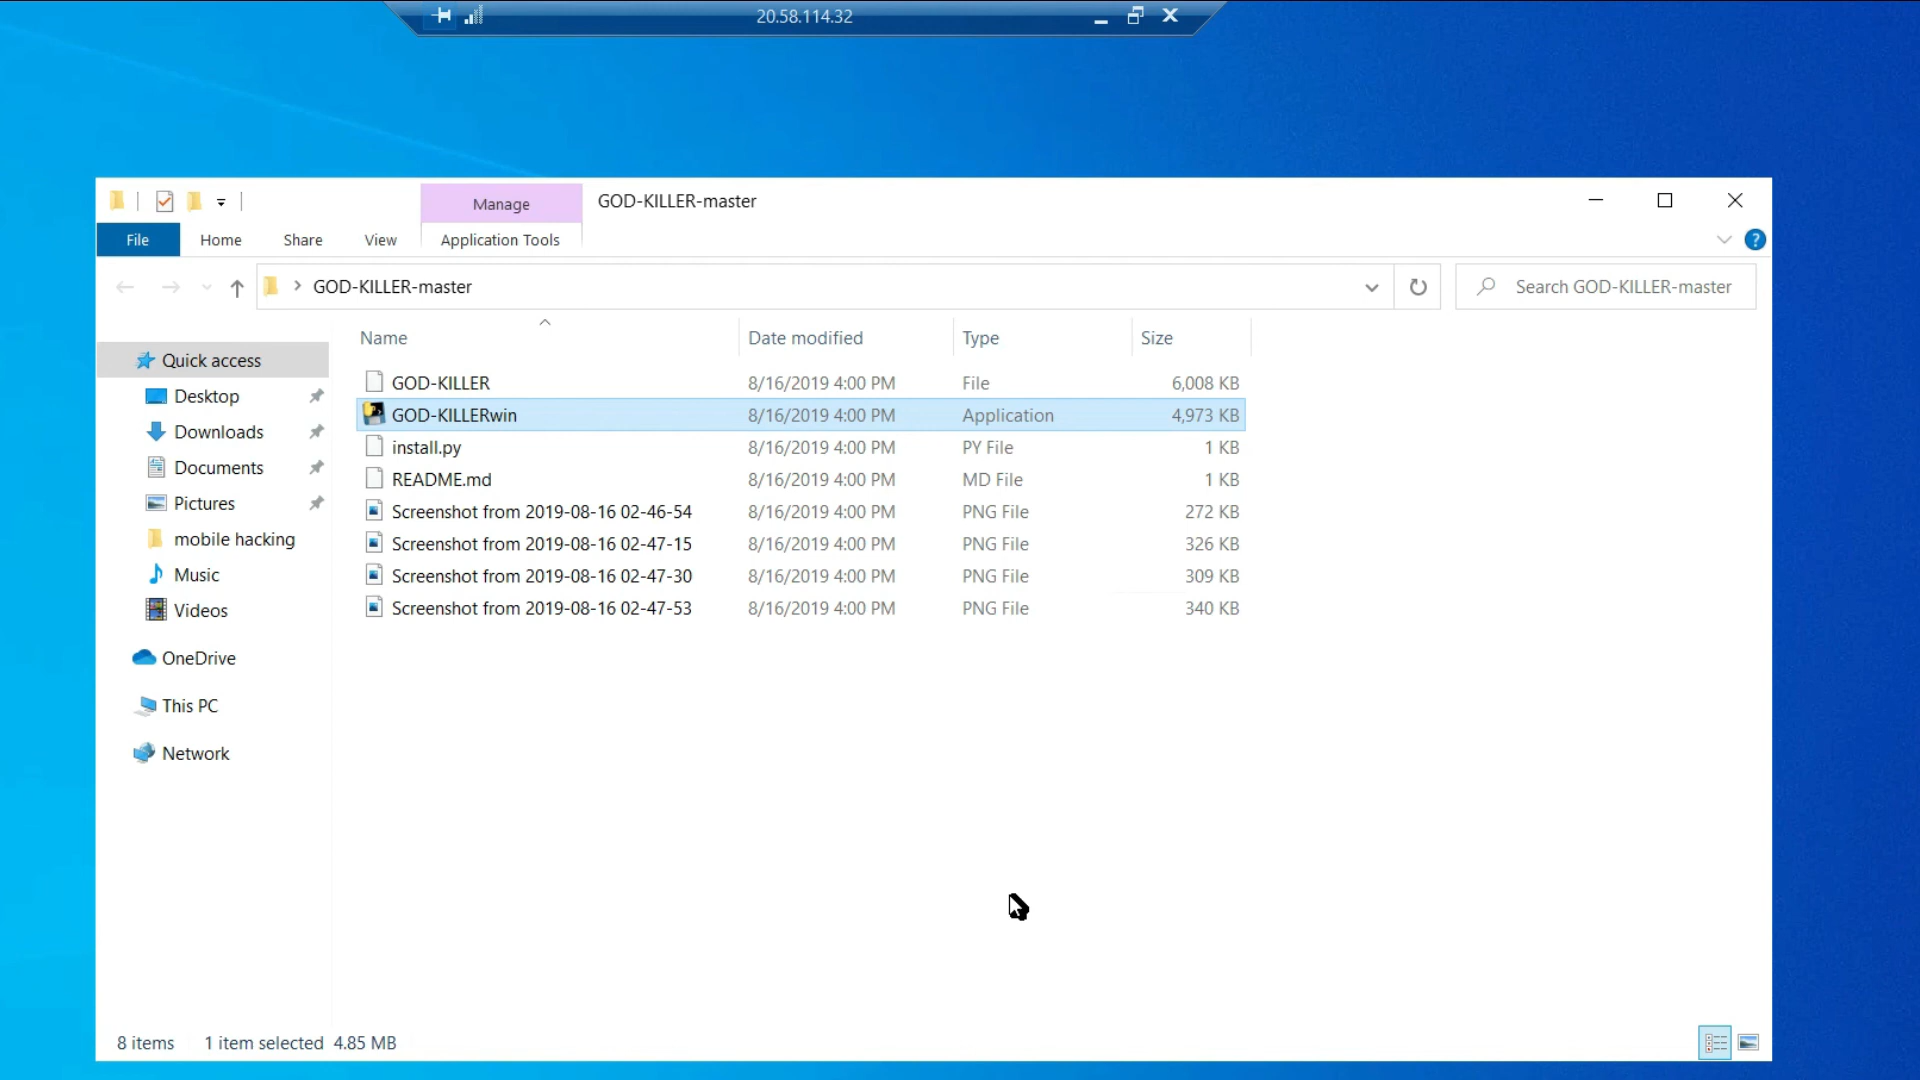 20.58.114.32
Manage
GOD-KILLER-master
File
Home
Share
View
Application Tools
GOD-KILLER-master
Search GOD-KILLER-master
Name
Date modified
Type
Size
Quick access
Desktop
Downloads
Documents
Pictures
mobile hacking
Music
Videos
OneDrive
This PC
Network
GOD-KILLER 8/16/2019 4:00 PM File 6,008 KB
GOD-KILLERwin 8/16/2019 4:00 PM Application 4,973 KB
install.py 8/16/2019 4:00 PM PY File 1 KB
README.md 8/16/2019 4:00 PM MD File 1 KB
Screenshot from 2019-08-16 02-46-54 8/16/2019 4:00 PM PNG File 272 KB
Screenshot from 2019-08-16 02-47-15 8/16/2019 4:00 PM PNG File 326 KB
Screenshot from 2019-08-16 02-47-30 8/16/2019 4:00 PM PNG File 309 KB
Screenshot from 2019-08-16 02-47-53 8/16/2019 4:00 PM PNG File 340 KB
8 items 1 item selected 4.85 MB